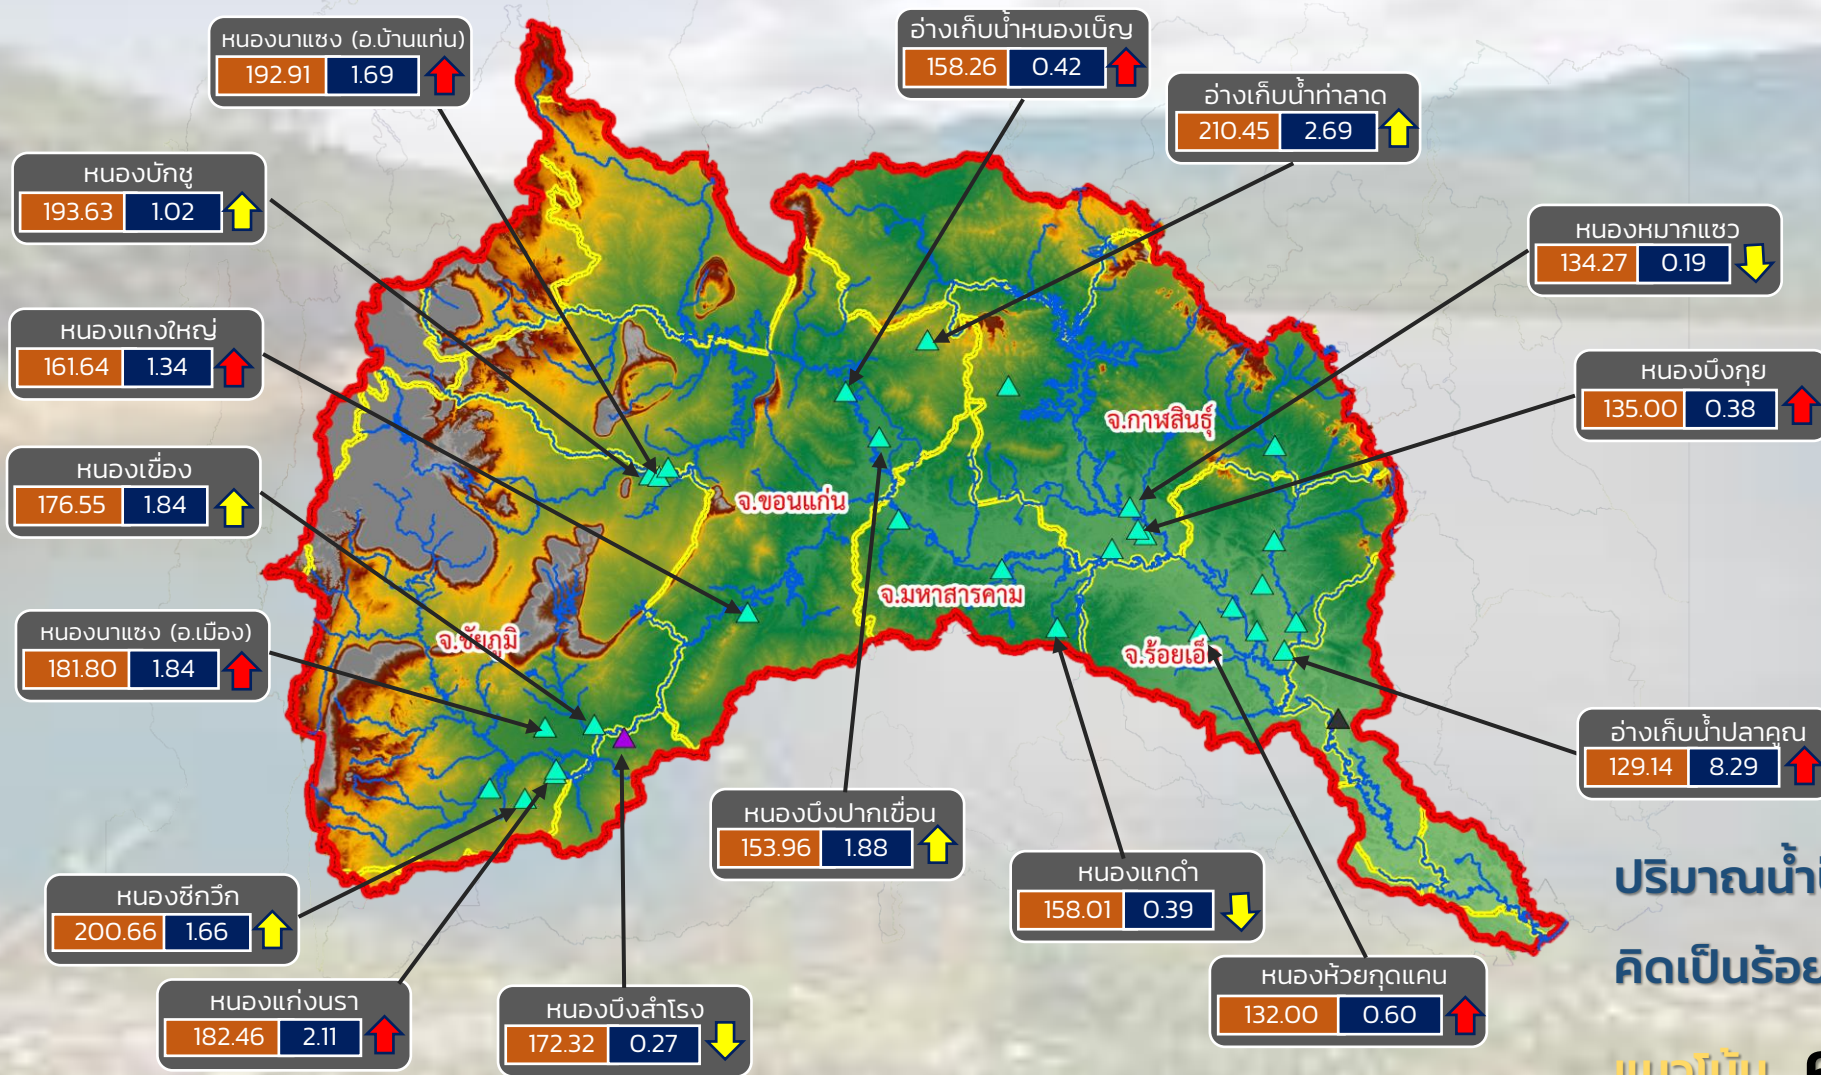 หนองนาแซง (อ.บ้านแท่น)
192.91 1.69
อ่างเก็บน้ำหนองเบ็ญ
158.26 0.42
อ่างเก็บน้ำท่าลาด
210.45 2.69
หนองบักซู
193.63 1.02
หนองหมากแซว
134.27 0.19
หนองแกงใหญ่
161.64 1.34
หนองบึงกุย
135.00 0.38
จ.กาฬสินธุ์
หนองเขื่อง
176.55 1.84
จ.ขอนแก่น
จ.มหาสารคาม
หนองนาแซง (อ.เมือง)
181.80 1.84
จ.ชัยภูมิ
จ.ร้อยเอ็ด
อ่างเก็บน้ำปลาคูณ
129.14 8.29
หนองบึงปากเขื่อน
153.96 1.88
หนองแกดำ
158.01 0.39
หนองซีกวึก
200.66 1.66
หนองห้วยกุดแคน
132.00 0.60
หนองแก่งนรา
182.46 2.11
หนองบึงสำโรง
172.32 0.27
ปริมาณน้ำ
คิดเป็นร้อย
แนวโน้ม